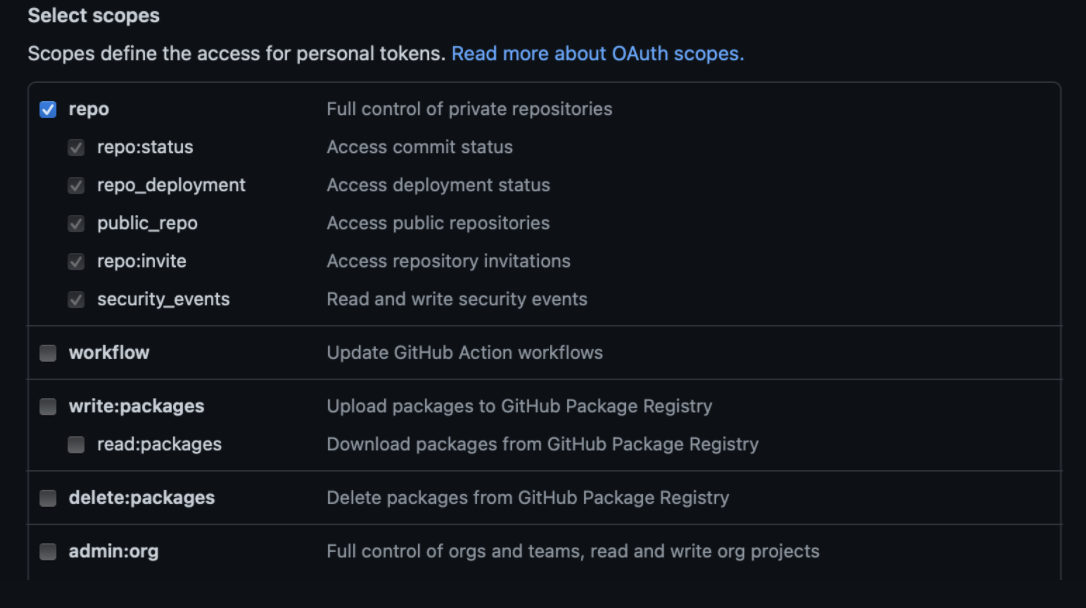 Select scopes
Scopes define the access for personal tokens. Read more about OAuth scopes.
repo Full control of private repositories
repo:status Access commit status
repo_deployment Access deployment status
public_repo Access public repositories
repo:invite Access repository invitations
security_events Read and write security events
workflow Update GitHub Action workflows
write:packages Upload packages to GitHub Package Registry
read:packages Download packages from GitHub Package Registry
delete:packages Delete packages from GitHub Package Registry
admin:org Full control of orgs and teams, read and write org projects